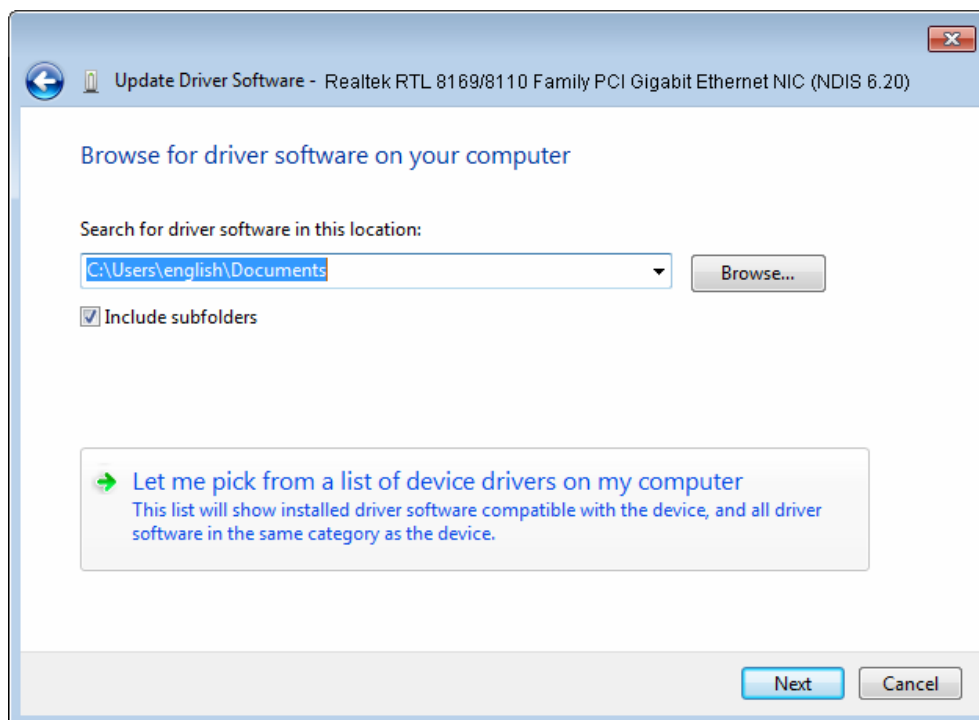 Update Driver Software - Realtek RTL 8169/8110 Family PCI Gigabit Ethernet NIC (NDIS 6.20)
Browse for driver software on your computer
Search for driver software in this location:
C:\Users\english\Documents
Browse...
Include subfolders
Let me pick from a list of device drivers on my computer
This list will show installed driver software compatible with the device, and all driver
software in the same category as the device.
Next
Cancel